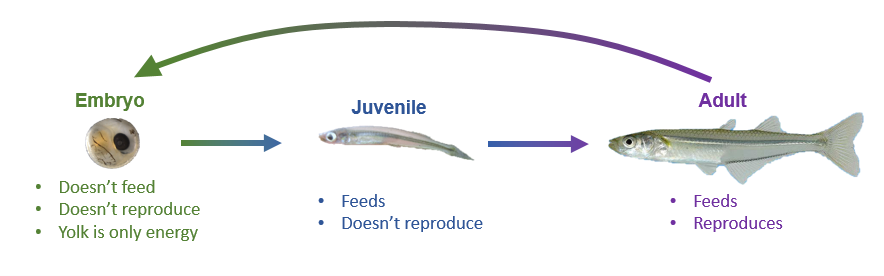 Embryo
• Doesn't feed
• Doesn't reproduce
• Yolk is only energy
Juvenile
• Feeds
• Doesn't reproduce
Adult
• Feeds
• Reproduces